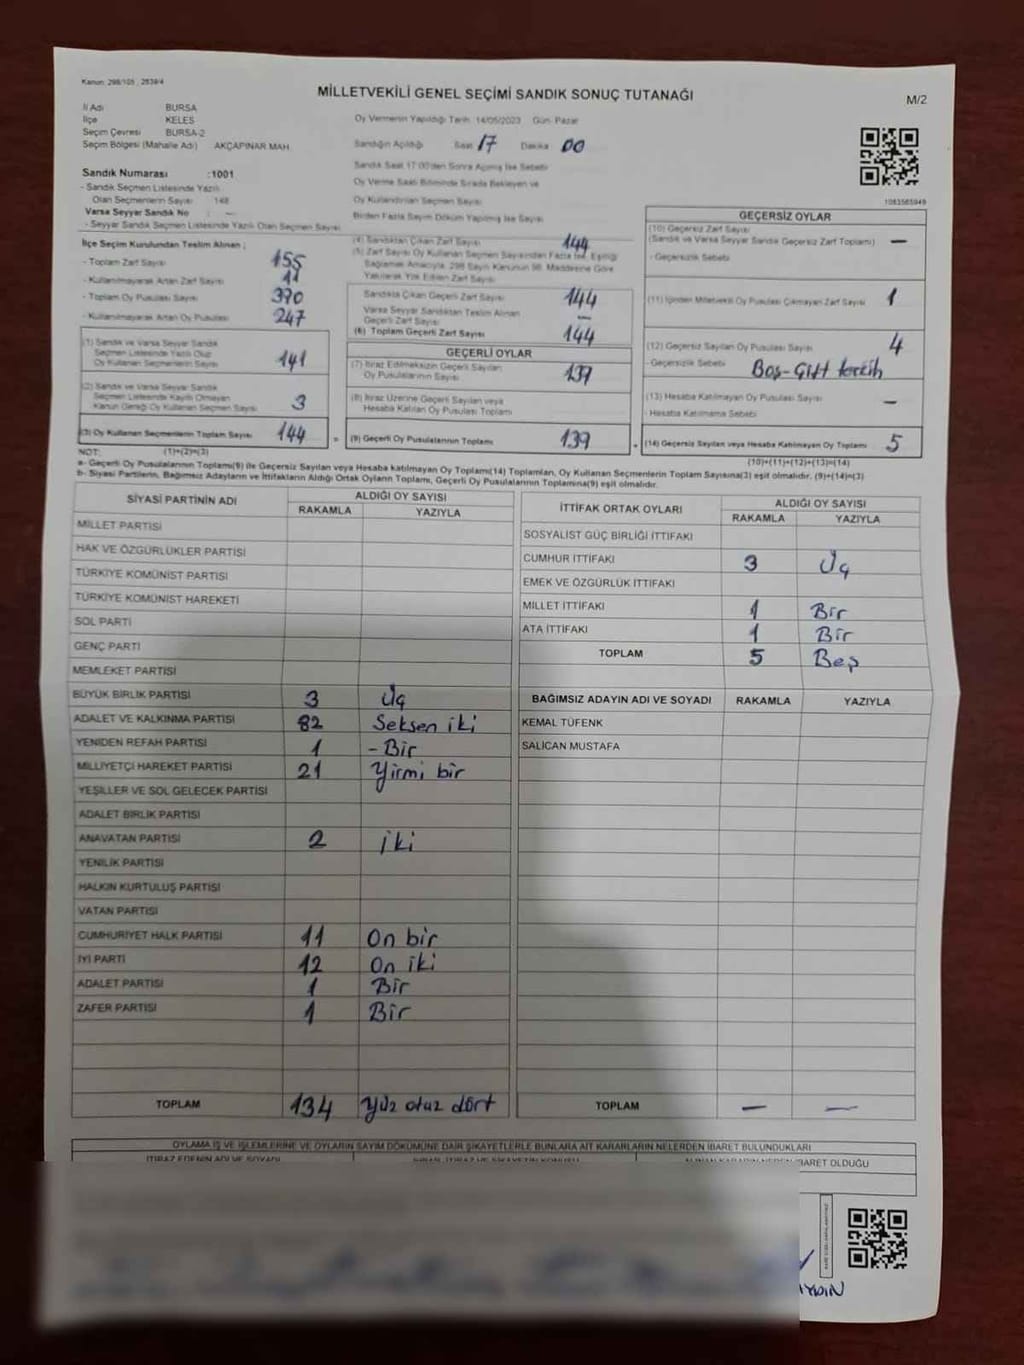 Kanun: 298/105 , 2839/4
MİLLETVEKİLİ GENEL SEÇİMİ SANDIK SONUÇ TUTANAĞI
M/2
İl Adı BURSA
İlçe KELES
Seçim Çevresi BURSA-2
Seçim Bölgesi (Mahalle Adı) AKÇAPINAR MAH.
Oy Vermenin Yapıldığı Tarih 14/05/2023 Gün Pazar
Sandığın Açıldığı Saat 17 Dakika 00
Sandık Saat 17:00'den Sonra Açılmış İse Sebebi
Oy Verme Saati Bitiminde Sırada Bekleyen ve
Oy Kullandırılan Seçmen Sayısı
Birden Fazla Sayım Döküm Yapılmış İse Sayısı
Sandık Numarası :1001
- Sandık Seçmen Listesinde Yazılı
Olan Seçmenlerin Sayısı 148
Varsa Seyyar Sandık No : —
- Seyyar Sandık Seçmen Listesinde Yazılı Olan Seçmen Sayısı
İlçe Seçim Kurulundan Teslim Alınan ;
- Toplam Zarf Sayısı 155
- Kullanılmayarak Artan Zarf Sayısı 11
- Toplam Oy Pusulası Sayısı 390
- Kullanılmayarak Artan Oy Pusulası 247
(1) Sandık ve Varsa Seyyar Sandık
Seçmen Listesinde Yazılı Olup
Oy Kullanan Seçmenlerin Sayısı 141
(2) Sandık ve Varsa Seyyar Sandık
Seçmen Listesinde Kayıtlı Olmayan
Kanun Gereği Oy Kullanan Seçmen Sayısı 3
(3) Oy Kullanan Seçmenlerin Toplam Sayısı 144
(4) Sandıktan Çıkan Zarf Sayısı 144
(5) Zarf Sayısı Oy Kullanan Seçmen Sayısından Fazla İse, Eşitliği
Sağlamak Amacıyla, 298 Sayılı Kanunun 98. Maddesine Göre
Yakılarak Yok Edilen Zarf Sayısı
Sandıkta Çıkan Geçerli Zarf Sayısı 144
Varsa Seyyar Sandıktan Teslim Alınan
Geçerli Zarf Sayısı —
(6) Toplam Geçerli Zarf Sayısı 144
GEÇERLİ OYLAR
(7) İtiraz Edilmeksizin Geçerli Sayılan
Oy Pusulalarının Sayısı 139
(8) İtiraz Üzerine Geçerli Sayılan veya
Hesaba Katılan Oy Pusulası Toplamı
= (9) Geçerli Oy Pusulalarının Toplamı 139
1083565949
GEÇERSİZ OYLAR
(10) Geçersiz Zarf Sayısı
(Sandık ve Varsa Seyyar Sandık Geçersiz Zarf Toplamı) —
- Geçersizlik Sebebi
(11) İçinden Milletvekili Oy Pusulası Çıkmayan Zarf Sayısı 1
(12) Geçersiz Sayılan Oy Pusulası Sayısı 4
- Geçersizlik Sebebi Boş-Çift tercih
(13) Hesaba Katılmayan Oy Pusulası Sayısı —
- Hesaba Katılmama Sebebi
+ (14) Geçersiz Sayılan veya Hesaba Katılmayan Oy Toplamı 5
NOT: (1)+(2)=(3) (10)+(11)+(12)+(13)=(14)
a- Geçerli Oy Pusulalarının Toplamı(9) ile Geçersiz Sayılan veya Hesaba katılmayan Oy Toplamı(14) Toplamları, Oy Kullanan Seçmenlerin Toplam Sayısına(3) eşit olmalıdır. (9)+(14)=(3)
b- Siyasi Partilerin, Bağımsız Adayların ve İttifakların Aldığı Ortak Oyların Toplamı, Geçerli Oy Pusulalarının Toplamına(9) eşit olmalıdır.
SİYASİ PARTİNİN ADI ALDIĞI OY SAYISI
RAKAMLA YAZIYLA
MİLLET PARTİSİ
HAK VE ÖZGÜRLÜKLER PARTİSİ
TÜRKİYE KOMÜNİST PARTİSİ
TÜRKİYE KOMÜNİST HAREKETİ
SOL PARTİ
GENÇ PARTİ
MEMLEKET PARTİSİ
BÜYÜK BİRLİK PARTİSİ 3 Üç
ADALET VE KALKINMA PARTİSİ 82 Seksen iki
YENİDEN REFAH PARTİSİ 1 - Bir
MİLLİYETÇİ HAREKET PARTİSİ 21 Yirmi bir
YEŞİLLER VE SOL GELECEK PARTİSİ
ADALET BİRLİK PARTİSİ
ANAVATAN PARTİSİ 2 iki
YENİLİK PARTİSİ
HALKIN KURTULUŞ PARTİSİ
VATAN PARTİSİ
CUMHURİYET HALK PARTİSİ 11 On bir
İYİ PARTİ 12 On iki
ADALET PARTİSİ 1 Bir
ZAFER PARTİSİ 1 Bir
TOPLAM 134 Yüz otuz dört
İTTİFAK ORTAK OYLARI ALDIĞI OY SAYISI
RAKAMLA YAZIYLA
SOSYALİST GÜÇ BİRLİĞİ İTTİFAKI
CUMHUR İTTİFAKI 3 Üç
EMEK VE ÖZGÜRLÜK İTTİFAKI
MİLLET İTTİFAKI 1 Bir
ATA İTTİFAKI 1 Bir
TOPLAM 5 Beş
BAĞIMSIZ ADAYIN ADI VE SOYADI RAKAMLA YAZIYLA
KEMAL TÜFENK
SALİCAN MUSTAFA
TOPLAM — —
OYLAMA İŞ VE İŞLEMLERİNE VE OYLARIN SAYIM DÖKÜMÜNE DAİR ŞİKAYETLERLE BUNLARA AİT KARARLARIN NELERDEN İBARET BULUNDUKLARI
İTİRAZ EDENİN ADI VE SOYADI
İBARET OLDUĞU